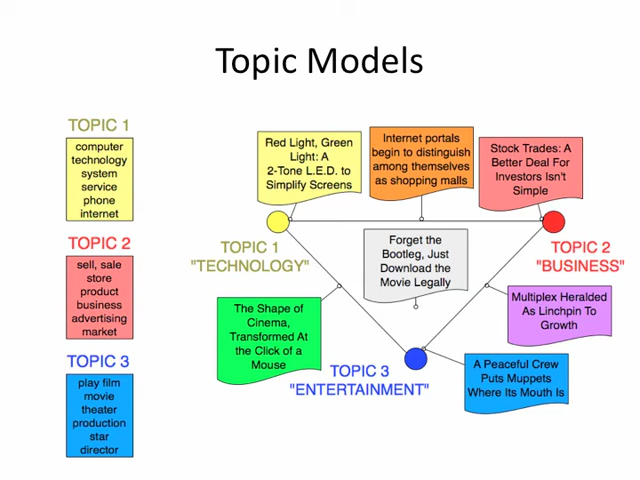 Topic Models
TOPIC 1
computer
technology
system
service
phone
internet
TOPIC 2
sell, sale
store
product
business
advertising
market
TOPIC 3
play film
movie
theater
production
star
director
Red Light, Green
Light: A
2-Tone L.E.D. to
Simplify Screens
Internet portals
begin to distinguish
among themselves
as shopping malls
Stock Trades: A
Better Deal For
Investors Isn't
Simple
TOPIC 1
"TECHNOLOGY"
Forget the
Bootleg, Just
Download the
Movie Legally
TOPIC 2
"BUSINESS"
The Shape of
Cinema,
Transformed At
the Click of a
Mouse
Multiplex Heralded
As Linchpin To
Growth
TOPIC 3
"ENTERTAINMENT"
A Peaceful Crew
Puts Muppets
Where Its Mouth Is